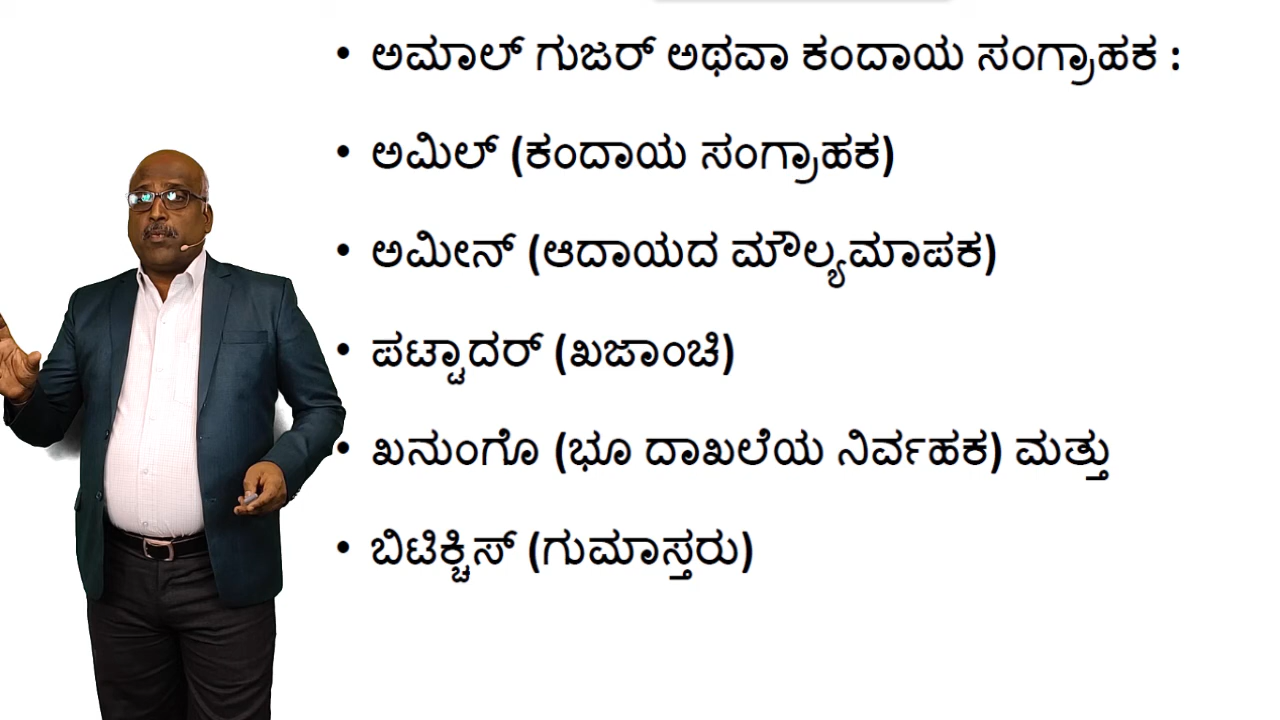 • ಅಮಾಲ್ ಗುಜರ್ ಅಥವಾ ಕಂದಾಯ ಸಂಗ್ರಾಹಕ :
• ಅಮಿಲ್ (ಕಂದಾಯ ಸಂಗ್ರಾಹಕ)
• ಅಮೀನ್ (ಆದಾಯದ ಮೌಲ್ಯಮಾಪಕ)
• ಪಟ್ಟಾದರ್ (ಖಜಾಂಚಿ)
• ಖನುಂಗೊ (ಭೂ ದಾಖಲೆಯ ನಿರ್ವಹಕ) ಮತ್ತು
• ಬಿಟಿಕ್ಚಿಸ್ (ಗುಮಾಸ್ತರು)